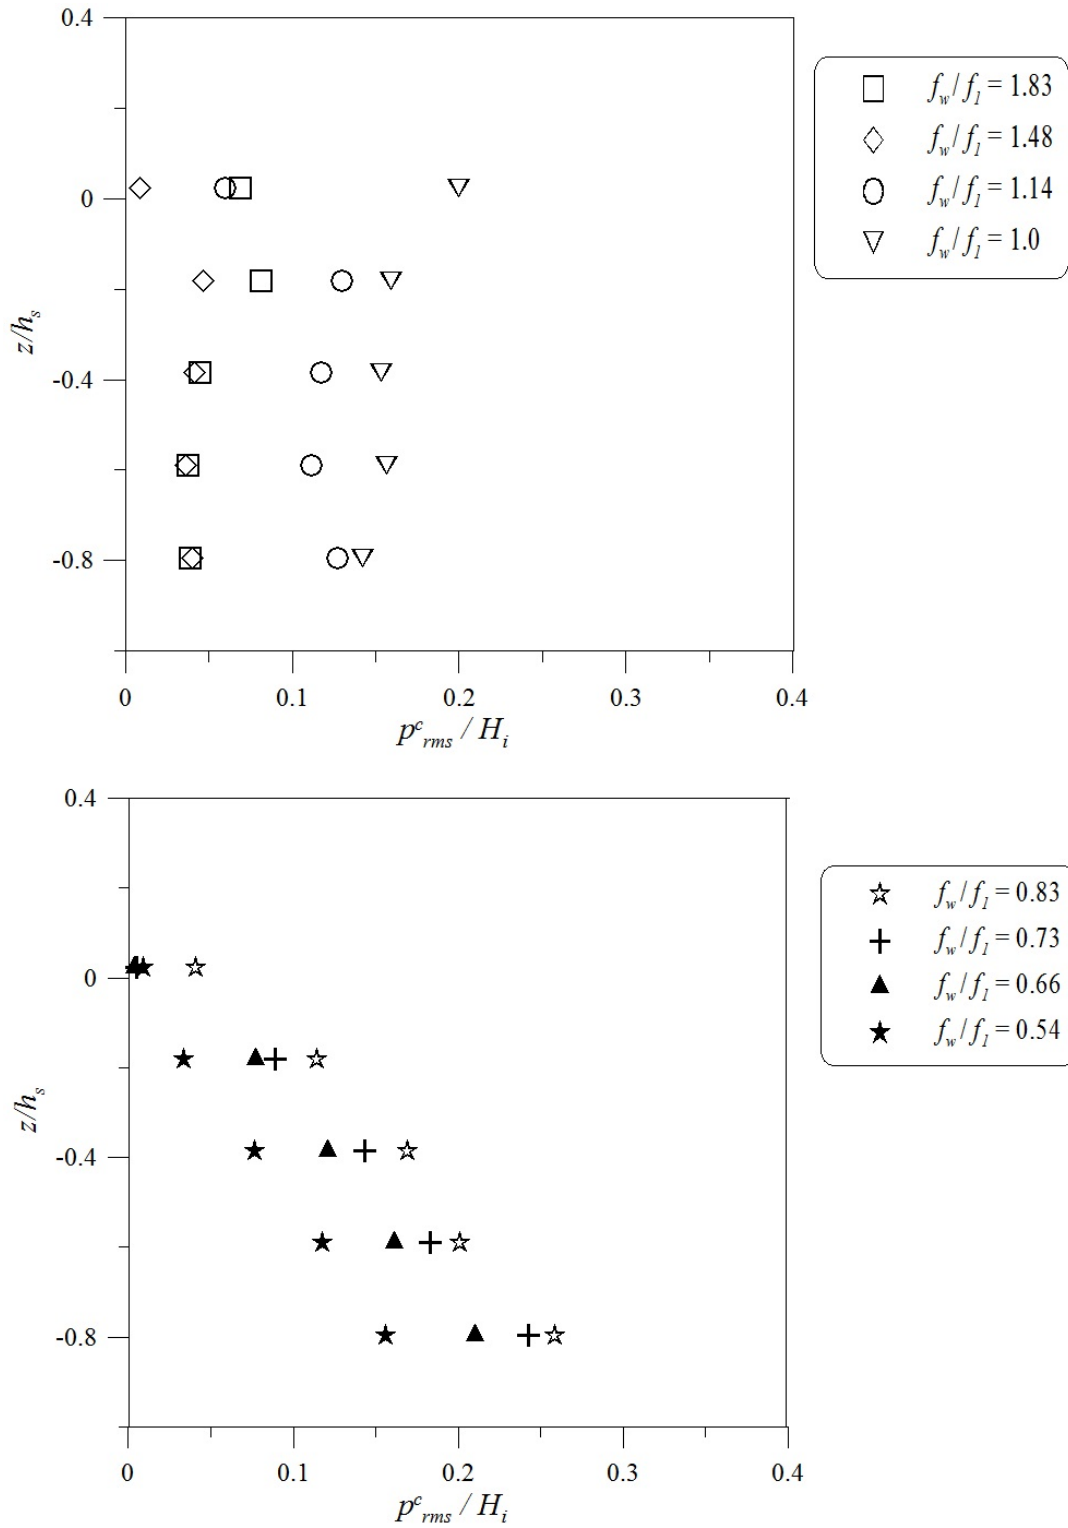 0.4
0
-0.4
-0.8
z/hₛ
0 0.1 0.2 0.3 0.4
pᶜrms / Hi
fw/f1 = 1.83
fw/f1 = 1.48
fw/f1 = 1.14
fw/f1 = 1.0
0.4
0
-0.4
-0.8
z/hₛ
0 0.1 0.2 0.3 0.4
pᶜrms / Hi
fw/f1 = 0.83
fw/f1 = 0.73
fw/f1 = 0.66
fw/f1 = 0.54